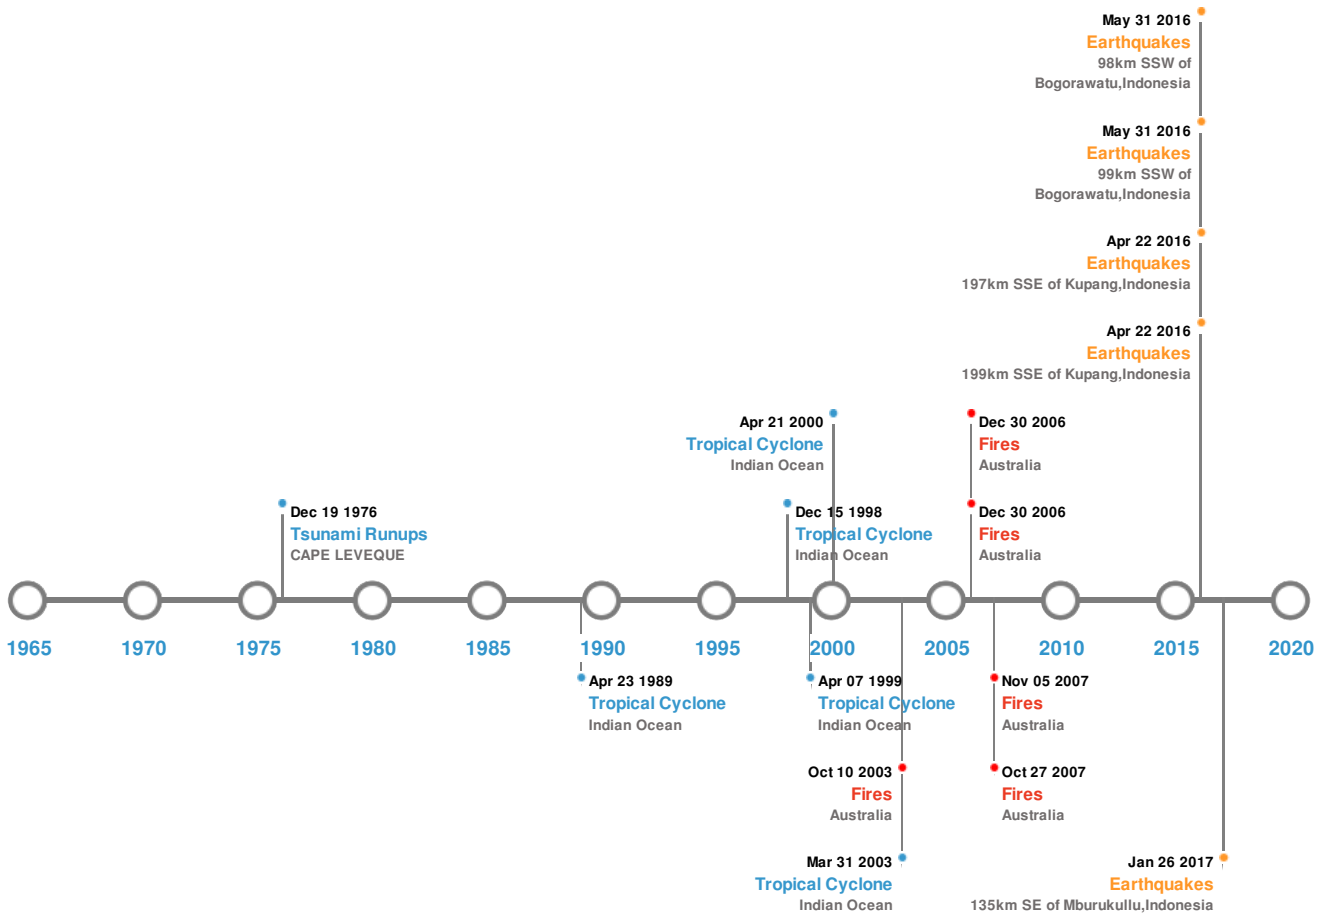 May 31 2016
Earthquakes
98km SSW of
Bogorawatu,Indonesia
May 31 2016
Earthquakes
99km SSW of
Bogorawatu,Indonesia
Apr 22 2016
Earthquakes
197km SSE of Kupang,Indonesia
Apr 22 2016
Earthquakes
199km SSE of Kupang,Indonesia
Apr 21 2000
Tropical Cyclone
Indian Ocean
Dec 30 2006
Fires
Australia
Dec 19 1976
Tsunami Runups
CAPE LEVEQUE
Dec 15 1998
Tropical Cyclone
Indian Ocean
Dec 30 2006
Fires
Australia
1965 1970 1975 1980 1985 1990 1995 2000 2005 2010 2015 2020
Apr 23 1989
Tropical Cyclone
Indian Ocean
Apr 07 1999
Tropical Cyclone
Indian Ocean
Nov 05 2007
Fires
Australia
Oct 10 2003
Fires
Australia
Oct 27 2007
Fires
Australia
Mar 31 2003
Tropical Cyclone
Indian Ocean
Jan 26 2017
Earthquakes
135km SE of Mburukullu,Indonesia